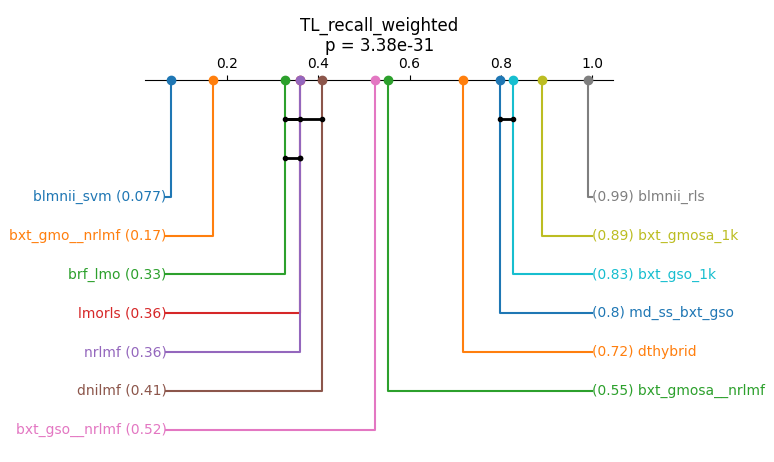 TL_recall_weighted
p = 3.38e-31
0.2 0.4 0.6 0.8 1.0
blmnii_svm (0.077)
(0.99) blmnii_rls
bxt_gmo__nrlmf (0.17)
(0.89) bxt_gmosa_1k
brf_lmo (0.33)
(0.83) bxt_gso_1k
lmorls (0.36)
(0.8) md_ss_bxt_gso
nrlmf (0.36)
(0.72) dthybrid
dnilmf (0.41)
(0.55) bxt_gmosa__nrlmf
bxt_gso__nrlmf (0.52)